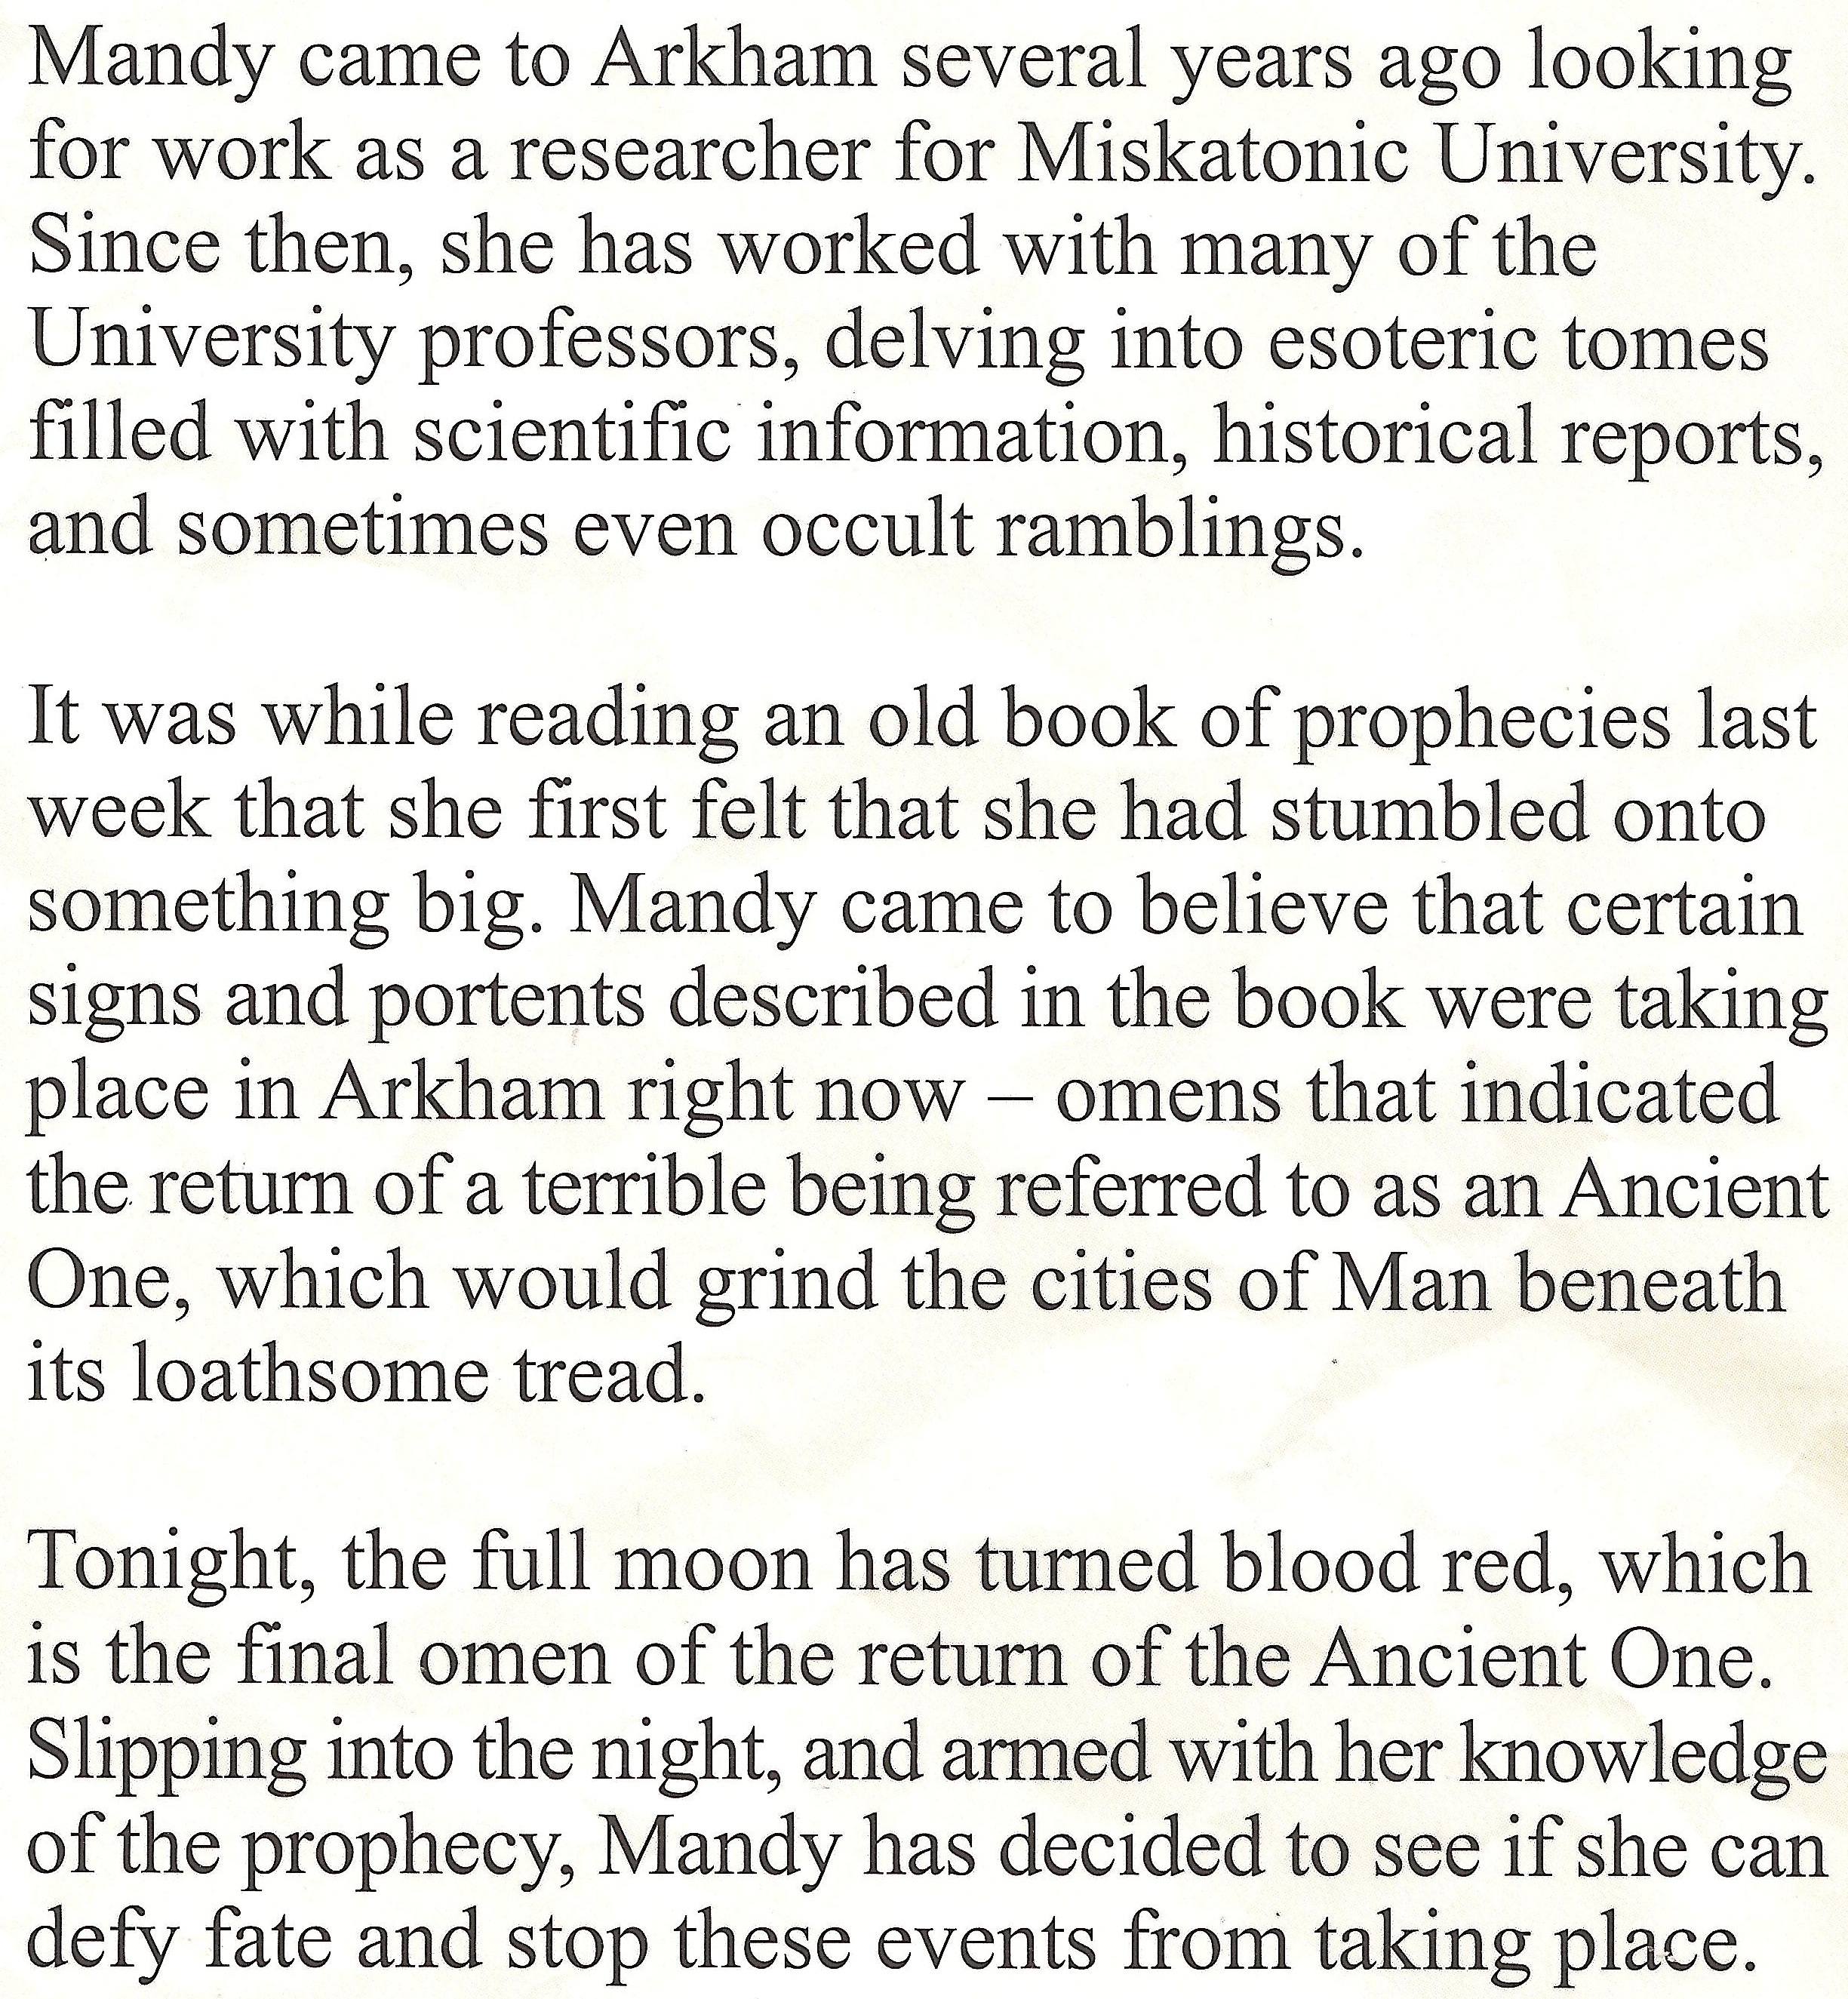 Mandy came to Arkham several years ago looking
for work as a researcher for Miskatonic University.
Since then, she has worked with many of the
University professors, delving into esoteric tomes
filled with scientific information, historical reports,
and sometimes even occult ramblings.
It was while reading an old book of prophecies last
week that she first felt that she had stumbled onto
something big. Mandy came to believe that certain
signs and portents described in the book were taking
place in Arkham right now – omens that indicated
the return of a terrible being referred to as an Ancient
One, which would grind the cities of Man beneath
its loathsome tread.
Tonight, the full moon has turned blood red, which
is the final omen of the return of the Ancient One.
Slipping into the night, and armed with her knowledge
of the prophecy, Mandy has decided to see if she can
defy fate and stop these events from taking place.